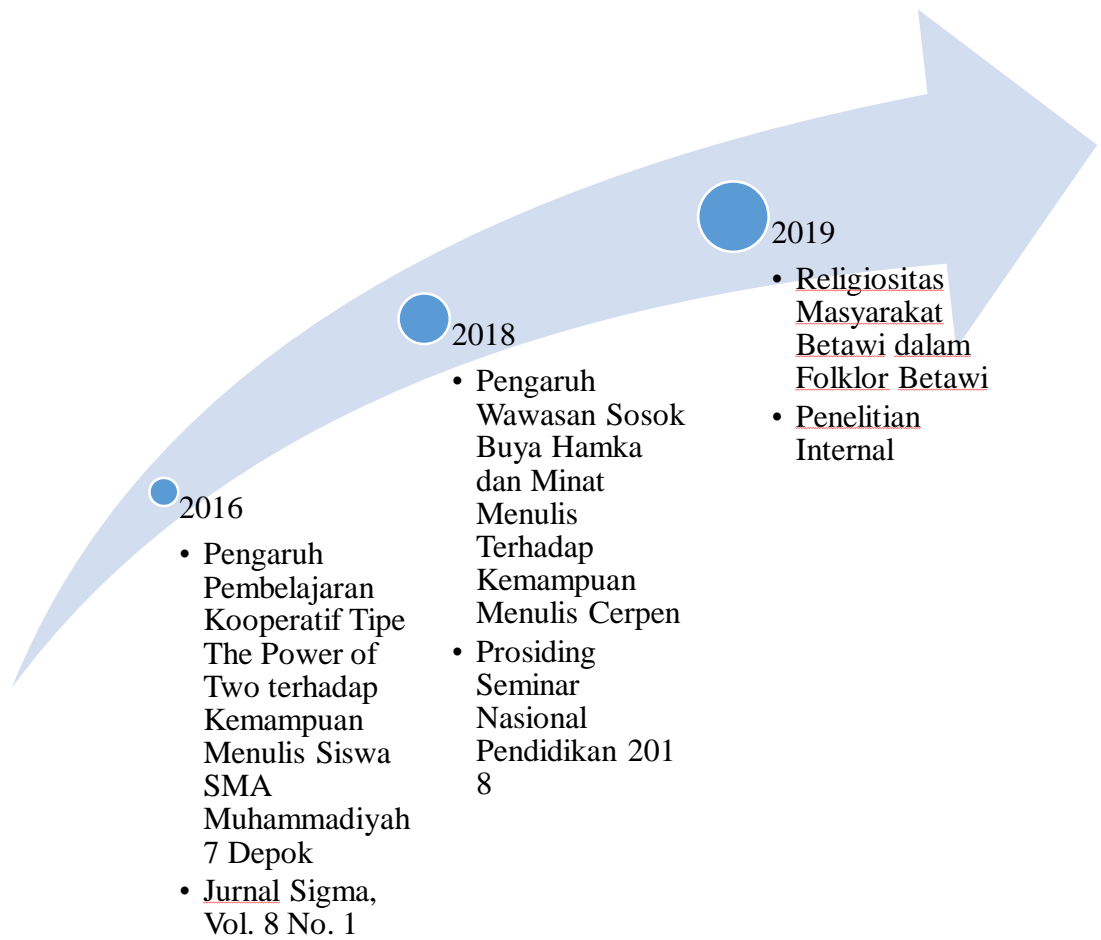 2016
• Pengaruh
Pembelajaran
Kooperatif Tipe
The Power of
Two terhadap
Kemampuan
Menulis Siswa
SMA
Muhammadiyah
7 Depok
• Jurnal Sigma,
Vol. 8 No. 1
2018
• Pengaruh
Wawasan Sosok
Buya Hamka
dan Minat
Menulis
Terhadap
Kemampuan
Menulis Cerpen
• Prosiding
Seminar
Nasional
Pendidikan 201
8
2019
• Religiositas
Masyarakat
Betawi dalam
Folklor Betawi
• Penelitian
Internal